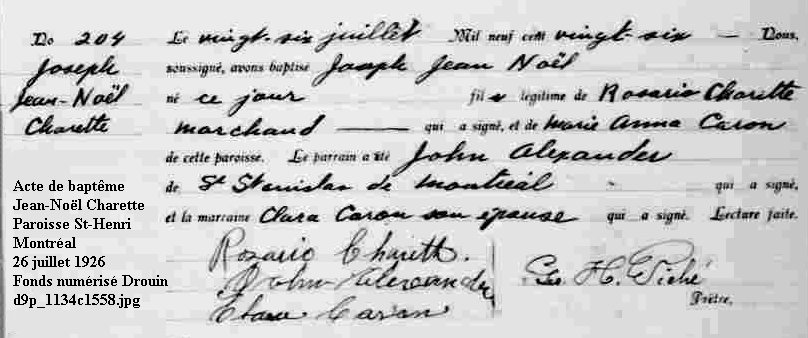 No 204 Le vingt-six juillet Mil neuf cent vingt-six — Nous,
Joseph soussigné, avons baptisé Joseph Jean Noël
Jean-Noël né ce jour fils légitime de Rosario Charette
Charette marchand — qui a signé, et de Marie Anna Caron
de cette paroisse. Le parrain a été John Alexander
de St Stanislas de Montréal qui a signé,
et la marraine Clara Caron son épouse qui a signé. Lecture faite.
Rosario Charette.
John Alexander
Clara Caron
Geo. H. Piché
Prêtre.
Acte de baptême
Jean-Noël Charette
Paroisse St-Henri
Montréal
26 juillet 1926
Fonds numérisé Drouin
d9p_1134c1558.jpg